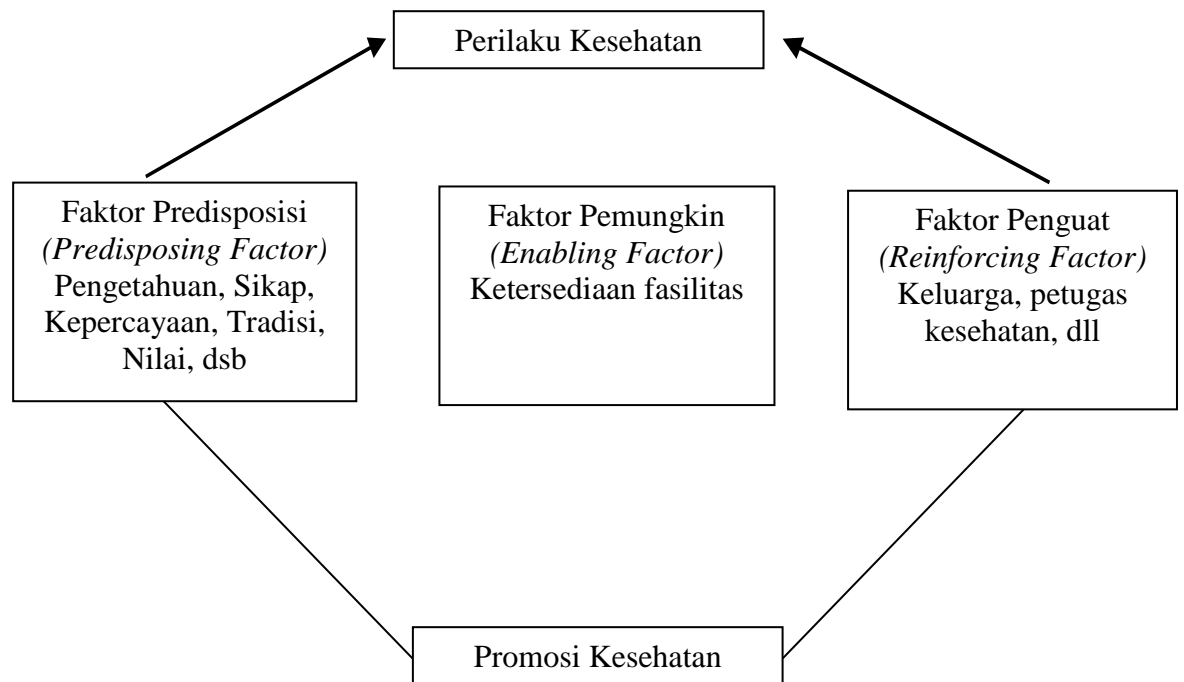 Perilaku Kesehatan
Faktor Predisposisi
(Predisposing Factor)
Pengetahuan, Sikap,
Kepercayaan, Tradisi,
Nilai, dsb
Faktor Pemungkin
(Enabling Factor)
Ketersediaan fasilitas
Faktor Penguat
(Reinforcing Factor)
Keluarga, petugas
kesehatan, dll
Promosi Kesehatan